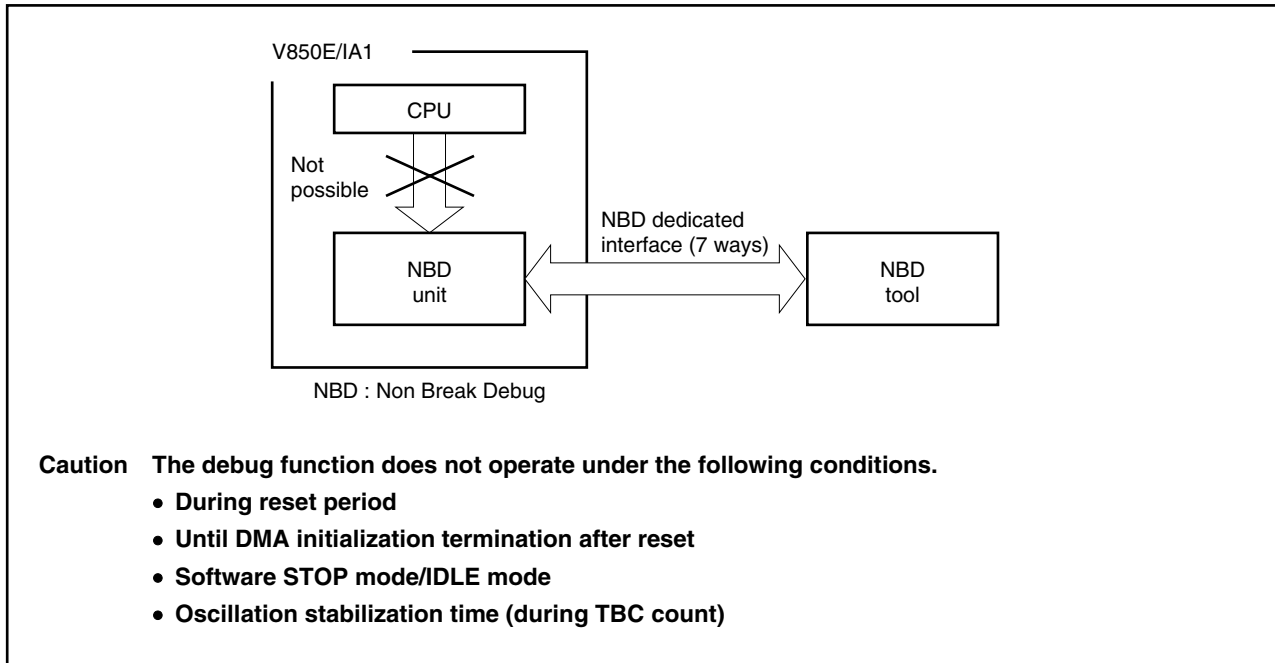 V850E/IA1
CPU
Not
possible
NBD dedicated
interface (7 ways)
NBD
unit
NBD
tool
NBD : Non Break Debug
Caution The debug function does not operate under the following conditions.
• During reset period
• Until DMA initialization termination after reset
• Software STOP mode/IDLE mode
• Oscillation stabilization time (during TBC count)